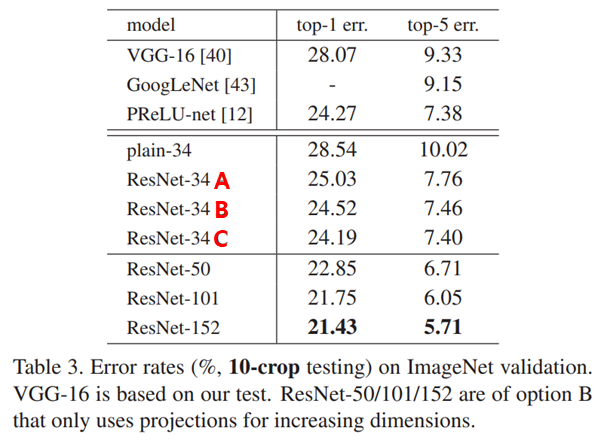 model top-1 err. top-5 err.
VGG-16 [40] 28.07 9.33
GoogLeNet [43] - 9.15
PReLU-net [12] 24.27 7.38
plain-34 28.54 10.02
ResNet-34 A 25.03 7.76
ResNet-34 B 24.52 7.46
ResNet-34 C 24.19 7.40
ResNet-50 22.85 6.71
ResNet-101 21.75 6.05
ResNet-152 21.43 5.71
Table 3. Error rates (%, 10-crop testing) on ImageNet validation.
VGG-16 is based on our test. ResNet-50/101/152 are of option B
that only uses projections for increasing dimensions.